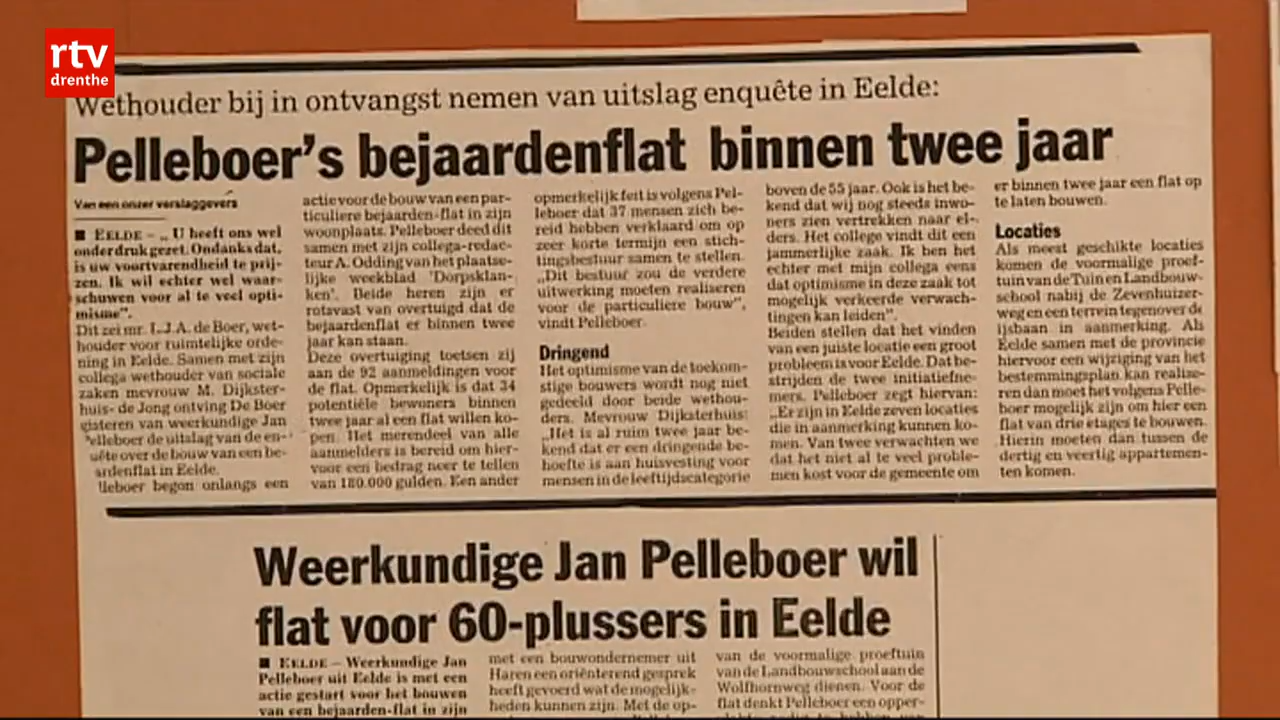 rtv
drenthe
Wethouder bij in ontvangst nemen van uitslag enquête in Eelde:
Pelleboer's bejaardenflat binnen twee jaar
Van een onzer verslaggevers
■ EELDE – „ U heeft ons wel
onderdruk gezet. Ondanks dat,
is uw voortvarendheid te prij-
zen. Ik wil echter wel waar-
schuwen voor al te veel opti-
misme".
Dit zei mr. L.J.A. de Boer, wet-
houder voor ruimtelijke orde-
ning in Eelde. Samen met zijn
collega wethouder van sociale
zaken mevrouw M. Dijkster-
huis- de Jong ontving De Boer
gisteren van weerkundige Jan
Pelleboer de uitslag van de en-
uête over de bouw van een be-
ardenflat in Eelde.
lleboer begon onlangs een
actie voor de bouw van een par-
ticuliere bejaarden-flat in zijn
woonplaats. Pelleboer deed dit
samen met zijn collega-redac-
teur A. Odding van het plaatse-
lijke weekblad 'Dorpsklan-
ken'. Beide heren zijn er
rotsvast van overtuigd dat de
bejaardenflat er binnen twee
jaar kan staan.
Deze overtuiging toetsen zij
aan de 92 aanmeldingen voor
de flat. Opmerkelijk is dat 34
potentiële bewoners binnen
twee jaar al een flat willen ko-
pen. Het merendeel van alle
aanmelders is bereid om hier-
voor een bedrag neer te tellen
van 180.000 gulden. Een ander
opmerkelijk feit is volgens Pel-
leboer dat 37 mensen zich be-
reid hebben verklaard om op
zeer korte termijn een stich-
tingsbestuur samen te stellen.
„Dit bestuur zou de verdere
uitwerking moeten realiseren
voor de particuliere bouw",
vindt Pelleboer.
Dringend
Het optimisme van de toekom-
stige bouwers wordt nog niet
gedeeld door beide wethou-
ders. Mevrouw Dijksterhuis:
„Het is al ruim twee jaar be-
kend dat er een dringende be-
hoefte is aan huisvesting voor
mensen in de leeftijdscategorie
boven de 55 jaar. Ook is het be-
kend dat wij nog steeds inwo-
ners zien vertrekken naar el-
ders. Het college vindt dit een
jammerlijke zaak. Ik ben het
echter met mijn collega eens
dat optimisme in deze zaak tot
mogelijk verkeerde verwach-
tingen kan leiden".
Beiden stellen dat het vinden
van een juiste locatie een groot
probleem is voor Eelde. Dat be-
strijden de twee initiatiefne-
mers. Pelleboer zegt hiervan:
„Er zijn in Eelde zeven locaties
die in aanmerking kunnen ko-
men. Van twee verwachten we
dat het niet al te veel proble-
men kost voor de gemeente om
er binnen twee jaar een flat op
te laten bouwen.
Locaties
Als meest geschikte locaties
komen de voormalige proef-
tuin van de Tuin en Landbouw-
school nabij de Zevenhuizer-
weg en een terrein tegenover de
ijsbaan in aanmerking. Als
Eelde samen met de provincie
hiervoor een wijziging van het
bestemmingsplan kan realise-
ren dan moet het volgens Pelle-
boer mogelijk zijn om hier een
flat van drie etages te bouwen.
Hierin moeten dan tussen de
dertig en veertig appartemen-
ten komen.
Weerkundige Jan Pelleboer wil
flat voor 60-plussers in Eelde
■ EELDE – Weerkundige Jan
Pelleboer uit Eelde is met een
actie gestart voor het bouwen
van een bejaarden-flat in zijn
met een bouwondernemer uit
Haren een oriënterend gesprek
heeft gevoerd wat de mogelijk-
heden kunnen zijn. Met de op-
van de voormalige proeftuin
van de Landbouwschool aan de
Wolfhornweg dienen. Voor de
flat denkt Pelleboer een opper-